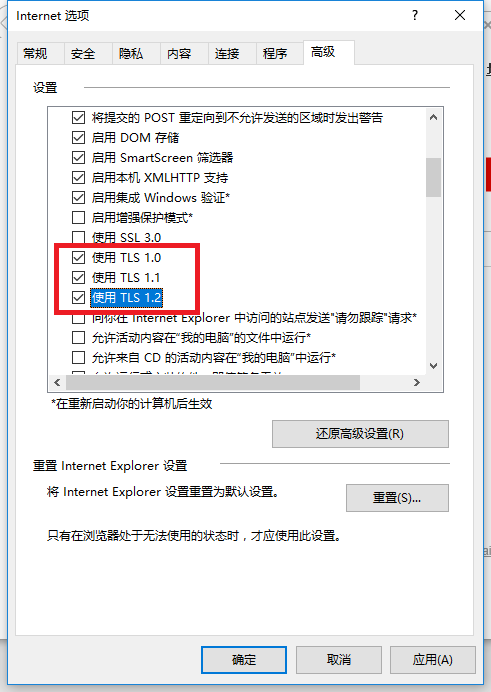 Internet 选项
常规 安全 隐私 内容 连接 程序 高级
设置
将提交的 POST 重定向到不允许发送的区域时发出警告
启用 DOM 存储
启用 SmartScreen 筛选器
启用本机 XMLHTTP 支持
启用集成 Windows 验证*
启用增强保护模式*
使用 SSL 3.0
使用 TLS 1.0
使用 TLS 1.1
使用 TLS 1.2
向你在 Internet Explorer 中访问的站点发送"请勿跟踪"请求*
允许活动内容在“我的电脑”的文件中运行*
允许来自 CD 的活动内容在“我的电脑”中运行*
*在重新启动你的计算机后生效
还原高级设置(R)
重置 Internet Explorer 设置
将 Internet Explorer 设置重置为默认设置。
重置(S)...
只有在浏览器处于无法使用的状态时，才应使用此设置。
确定 取消 应用(A)